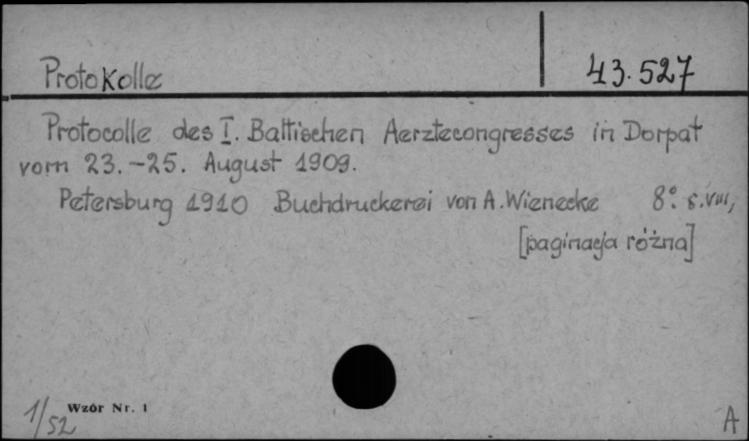 Protokolle
43.527
Protocolle des I. Baltischen Aerztecongresses in Dorpat
vom 23.-25. August 1909.
Petersburg 1910 Buchdruckerei von A. Wienecke 8° s. VIII,
[paginacja różna]
1/52
Wzór Nr. 1
A